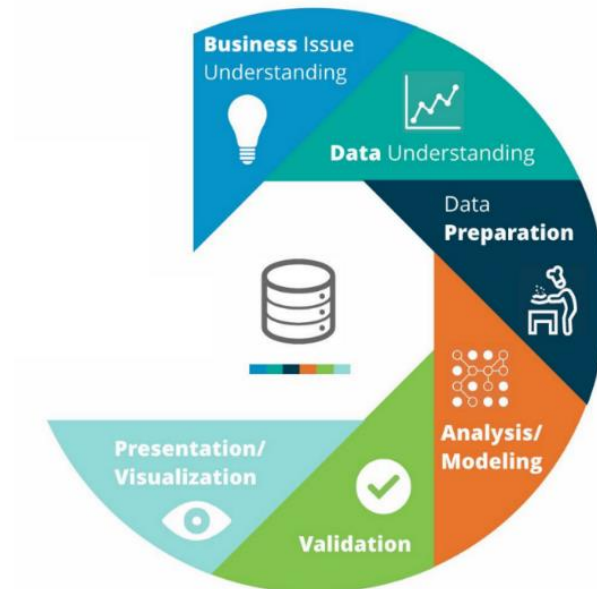 Business Issue
Understanding
Data Understanding
Data
Preparation
Analysis/
Modeling
Validation
Presentation/
Visualization